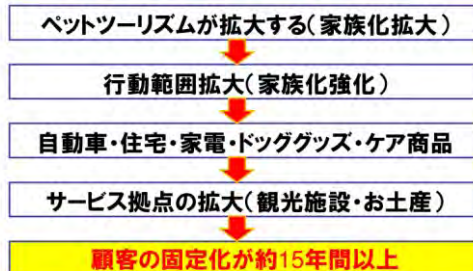 ペットツーリズムが拡大する(家族化拡大)
行動範囲拡大(家族化強化)
自動車・住宅・家電・ドッググッズ・ケア商品
サービス拠点の拡大(観光施設・お土産)
顧客の固定化が約15年間以上